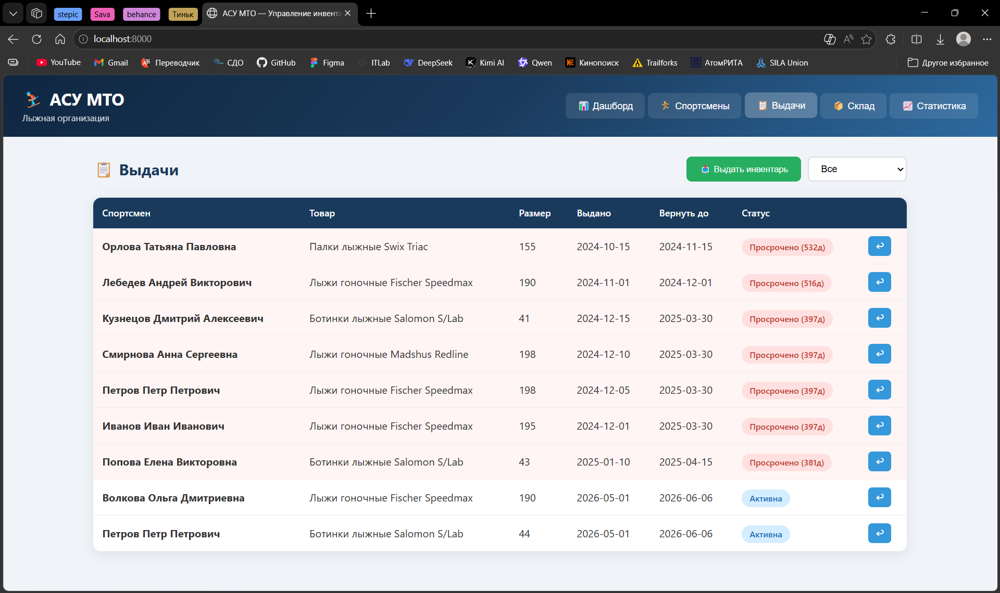 stepic Sava behance Тиньк АСУ МТО — Управление инвента
localhost:8000
YouTube Gmail Переводчик СДО GitHub Figma ITLab DeepSeek Kimi AI Qwen Кинопоиск Trailforks АтомРИТА SILA Union Другое избранное
АСУ МТО
Лыжная организация
Дашборд Спортсмены Выдачи Склад Статистика
Выдачи
Выдать инвентарь Все
Спортсмен Товар Размер Выдано Вернуть до Статус
Орлова Татьяна Павловна Палки лыжные Swix Triac 155 2024-10-15 2024-11-15 Просрочено (532д)
Лебедев Андрей Викторович Лыжи гоночные Fischer Speedmax 190 2024-11-01 2024-12-01 Просрочено (516д)
Кузнецов Дмитрий Алексеевич Ботинки лыжные Salomon S/Lab 41 2024-12-15 2025-03-30 Просрочено (397д)
Смирнова Анна Сергеевна Лыжи гоночные Madshus Redline 198 2024-12-10 2025-03-30 Просрочено (397д)
Петров Петр Петрович Лыжи гоночные Fischer Speedmax 198 2024-12-05 2025-03-30 Просрочено (397д)
Иванов Иван Иванович Лыжи гоночные Fischer Speedmax 195 2024-12-01 2025-03-30 Просрочено (397д)
Попова Елена Викторовна Ботинки лыжные Salomon S/Lab 43 2025-01-10 2025-04-15 Просрочено (381д)
Волкова Ольга Дмитриевна Лыжи гоночные Fischer Speedmax 190 2026-05-01 2026-06-06 Активна
Петров Петр Петрович Ботинки лыжные Salomon S/Lab 44 2026-05-01 2026-06-06 Активна